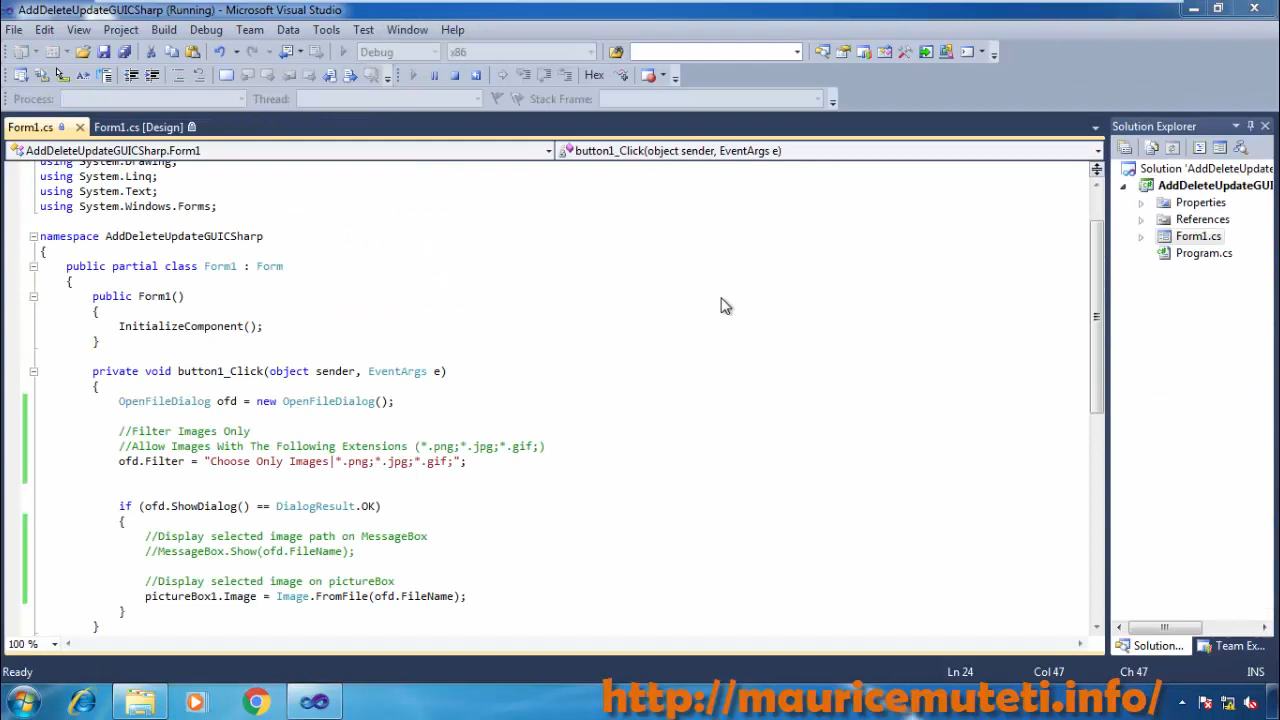 AddDeleteUpdateGUICSharp (Running) - Microsoft Visual Studio
File Edit View Project Build Debug Team Data Tools Test Window Help
Debug x86
Hex
Process: Thread: Stack Frame:
Form1.cs Form1.cs [Design]
AddDeleteUpdateGUICSharp.Form1 button1_Click(object sender, EventArgs e)
using System.Drawing;
using System.Linq;
using System.Text;
using System.Windows.Forms;
namespace AddDeleteUpdateGUICSharp
{
public partial class Form1 : Form
{
public Form1()
{
InitializeComponent();
}
private void button1_Click(object sender, EventArgs e)
{
OpenFileDialog ofd = new OpenFileDialog();
//Filter Images Only
//Allow Images With The Following Extensions (*.png;*.jpg;*.gif;)
ofd.Filter = "Choose Only Images|*.png;*.jpg;*.gif;";
if (ofd.ShowDialog() == DialogResult.OK)
{
//Display selected image path on MessageBox
//MessageBox.Show(ofd.FileName);
//Display selected image on pictureBox
pictureBox1.Image = Image.FromFile(ofd.FileName);
}
}
100 %
Solution Explorer
Solution 'AddDeleteUpdate
AddDeleteUpdateGUI
Properties
References
Form1.cs
Program.cs
Solution... Team Ex...
Ready Ln 24 Col 47 Ch 47 INS
http://mauricemuteti.info/